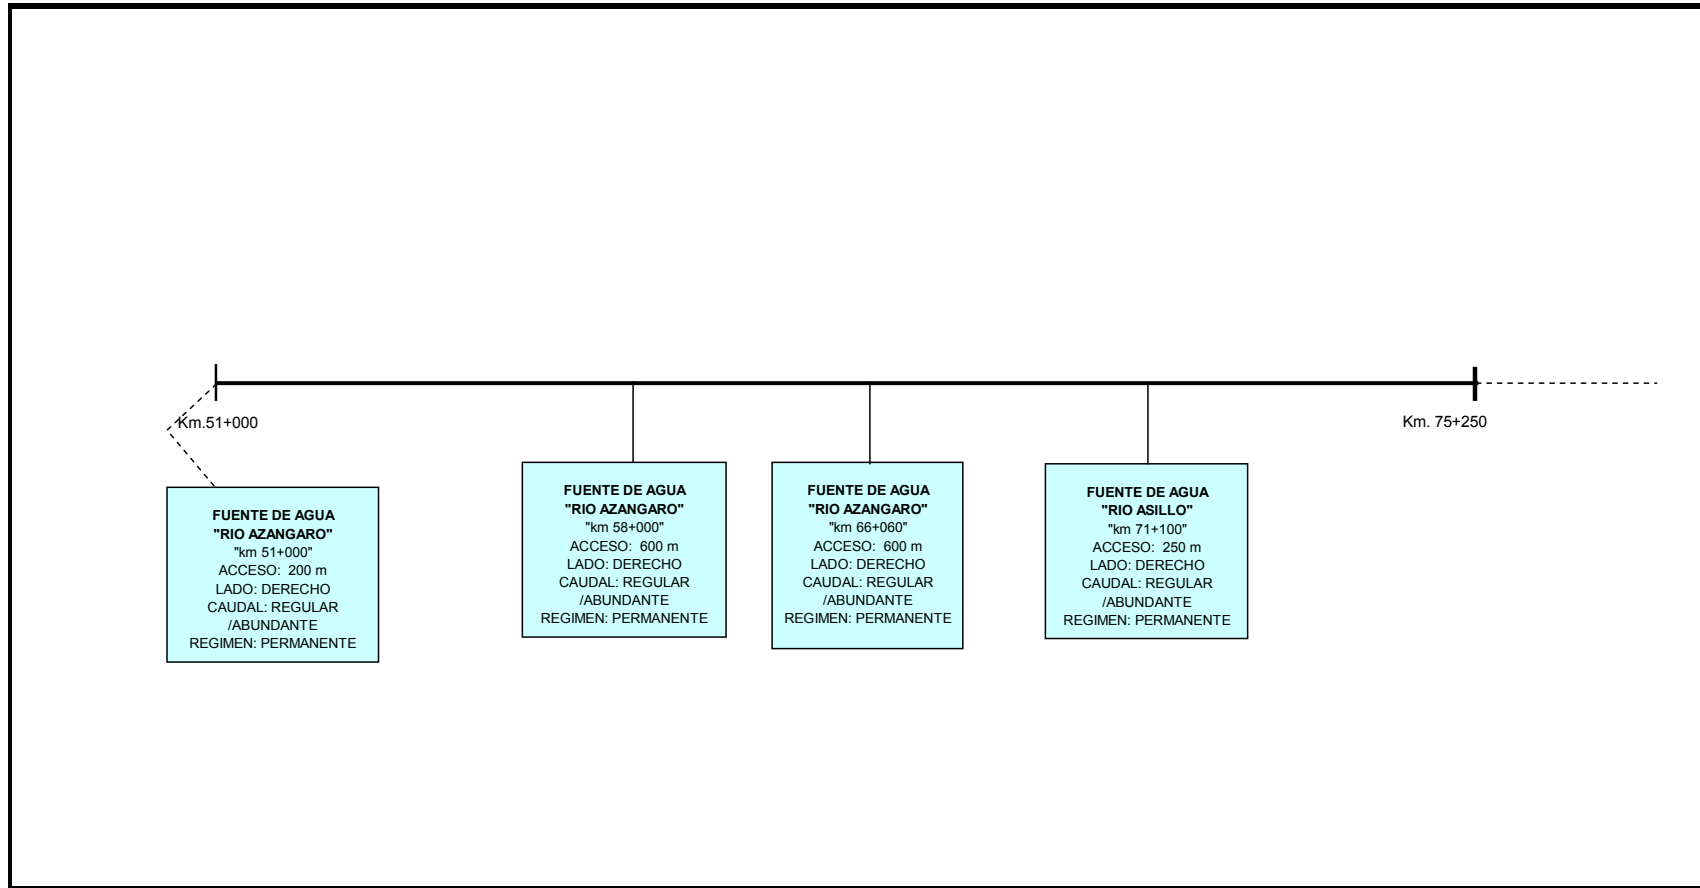 Km.51+000
Km. 75+250
FUENTE DE AGUA
"RIO AZANGARO"
"km 51+000"
ACCESO:  200 m
LADO: DERECHO
CAUDAL: REGULAR
/ABUNDANTE
REGIMEN: PERMANENTE
FUENTE DE AGUA
"RIO AZANGARO"
"km 58+000"
ACCESO:  600 m
LADO: DERECHO
CAUDAL: REGULAR
/ABUNDANTE
REGIMEN: PERMANENTE
FUENTE DE AGUA
"RIO AZANGARO"
"km 66+060"
ACCESO:  600 m
LADO: DERECHO
CAUDAL: REGULAR
/ABUNDANTE
REGIMEN: PERMANENTE
FUENTE DE AGUA
"RIO ASILLO"
"km 71+100"
ACCESO:  250 m
LADO: DERECHO
CAUDAL: REGULAR
/ABUNDANTE
REGIMEN: PERMANENTE